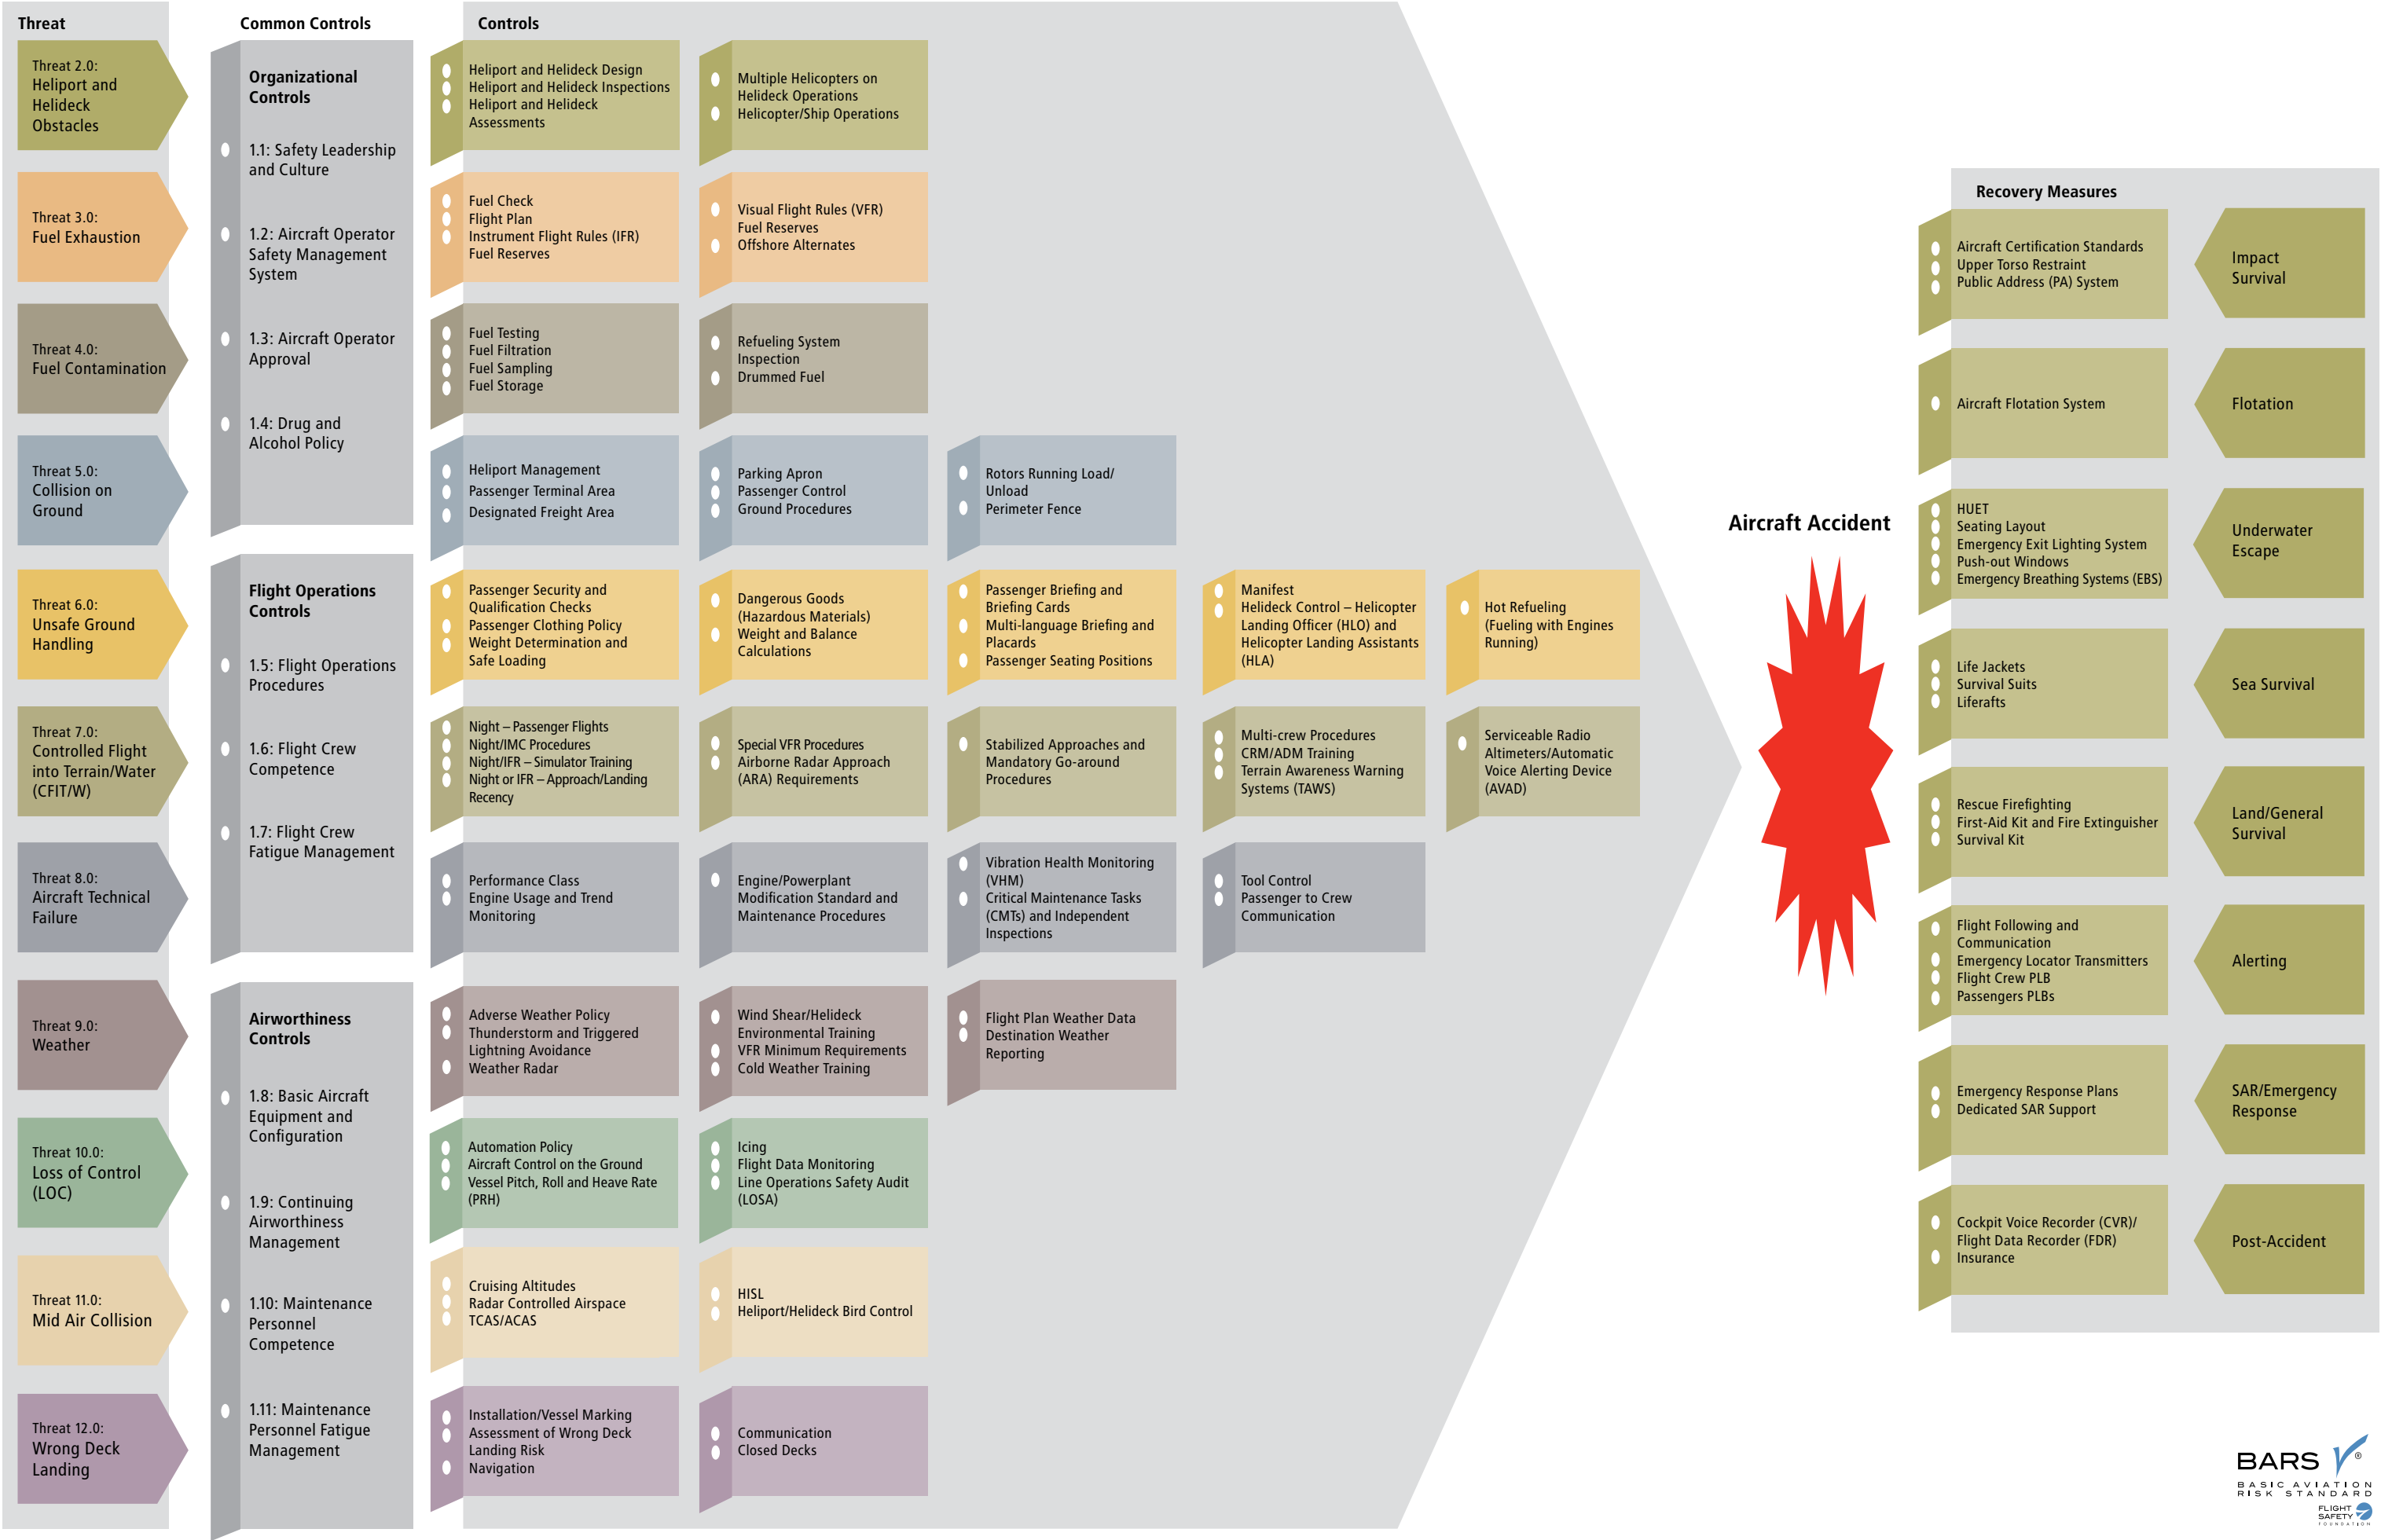 Threat
Common Controls
Controls
Threat 2.0:
Heliport and
Helideck
Obstacles
Threat 3.0:
Fuel Exhaustion
Threat 4.0:
Fuel Contamination
Threat 5.0:
Collision on
Ground
Threat 6.0:
Unsafe Ground
Handling
Threat 7.0:
Controlled Flight
into Terrain/Water
(CFIT/W)
Threat 8.0:
Aircraft Technical
Failure
Threat 9.0:
Weather
Threat 10.0:
Loss of Control
(LOC)
Threat 11.0:
Mid Air Collision
Threat 12.0:
Wrong Deck
Landing
Organizational
Controls
1.1: Safety Leadership
and Culture
1.2: Aircraft Operator
Safety Management
System
1.3: Aircraft Operator
Approval
1.4: Drug and
Alcohol Policy
Flight Operations
Controls
1.5: Flight Operations
Procedures
1.6: Flight Crew
Competence
1.7: Flight Crew
Fatigue Management
Airworthiness
Controls
1.8: Basic Aircraft
Equipment and
Configuration
1.9: Continuing
Airworthiness
Management
1.10: Maintenance
Personnel
Competence
1.11: Maintenance
Personnel Fatigue
Management
Heliport and Helideck Design
Heliport and Helideck Inspections
Heliport and Helideck
Assessments
Multiple Helicopters on
Helideck Operations
Helicopter/Ship Operations
Fuel Check
Flight Plan
Instrument Flight Rules (IFR)
Fuel Reserves
Visual Flight Rules (VFR)
Fuel Reserves
Offshore Alternates
Fuel Testing
Fuel Filtration
Fuel Sampling
Fuel Storage
Refueling System
Inspection
Drummed Fuel
Heliport Management
Passenger Terminal Area
Designated Freight Area
Parking Apron
Passenger Control
Ground Procedures
Rotors Running Load/
Unload
Perimeter Fence
Passenger Security and
Qualification Checks
Passenger Clothing Policy
Weight Determination and
Safe Loading
Dangerous Goods
(Hazardous Materials)
Weight and Balance
Calculations
Passenger Briefing and
Briefing Cards
Multi-language Briefing and
Placards
Passenger Seating Positions
Manifest
Helideck Control – Helicopter
Landing Officer (HLO) and
Helicopter Landing Assistants
(HLA)
Hot Refueling
(Fueling with Engines
Running)
Night – Passenger Flights
Night/IMC Procedures
Night/IFR – Simulator Training
Night or IFR – Approach/Landing
Recency
Special VFR Procedures
Airborne Radar Approach
(ARA) Requirements
Stabilized Approaches and
Mandatory Go-around
Procedures
Multi-crew Procedures
CRM/ADM Training
Terrain Awareness Warning
Systems (TAWS)
Serviceable Radio
Altimeters/Automatic
Voice Alerting Device
(AVAD)
Performance Class
Engine Usage and Trend
Monitoring
Engine/Powerplant
Modification Standard and
Maintenance Procedures
Vibration Health Monitoring
(VHM)
Critical Maintenance Tasks
(CMTs) and Independent
Inspections
Tool Control
Passenger to Crew
Communication
Adverse Weather Policy
Thunderstorm and Triggered
Lightning Avoidance
Weather Radar
Wind Shear/Helideck
Environmental Training
VFR Minimum Requirements
Cold Weather Training
Flight Plan Weather Data
Destination Weather
Reporting
Automation Policy
Aircraft Control on the Ground
Vessel Pitch, Roll and Heave Rate
(PRH)
Icing
Flight Data Monitoring
Line Operations Safety Audit
(LOSA)
Cruising Altitudes
Radar Controlled Airspace
TCAS/ACAS
HISL
Heliport/Helideck Bird Control
Installation/Vessel Marking
Assessment of Wrong Deck
Landing Risk
Navigation
Communication
Closed Decks
Aircraft Accident
Recovery Measures
Aircraft Certification Standards
Upper Torso Restraint
Public Address (PA) System
Impact
Survival
Aircraft Flotation System
Flotation
HUET
Seating Layout
Emergency Exit Lighting System
Push-out Windows
Emergency Breathing Systems (EBS)
Underwater
Escape
Life Jackets
Survival Suits
Liferafts
Sea Survival
Rescue Firefighting
First-Aid Kit and Fire Extinguisher
Survival Kit
Land/General
Survival
Flight Following and
Communication
Emergency Locator Transmitters
Flight Crew PLB
Passengers PLBs
Alerting
Emergency Response Plans
Dedicated SAR Support
SAR/Emergency
Response
Cockpit Voice Recorder (CVR)/
Flight Data Recorder (FDR)
Insurance
Post-Accident
BARS ®
BASIC AVIATION
RISK STANDARD
FLIGHT
SAFETY
FOUNDATION